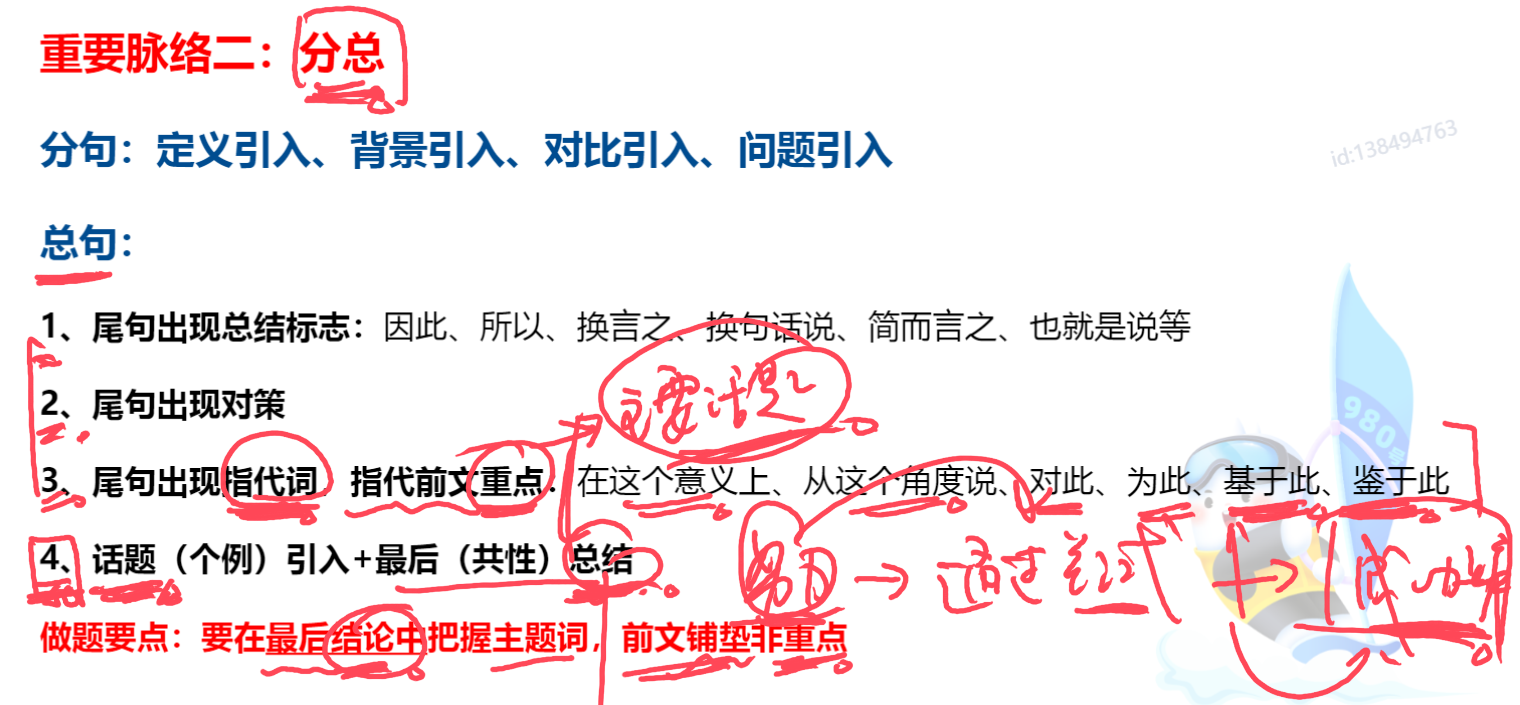 重要脉络二：分总
分句：定义引入、背景引入、对比引入、问题引入
id:138494763
总句：
1、尾句出现总结标志：因此、所以、换言之、换句话说、简而言之、也就是说等
2、尾句出现对策
主要话题
980
3、尾句出现指代词，指代前文重点：在这个意义上、从这个角度说、对此、为此、基于此、鉴于此
4、话题（个例）引入+最后（共性）总结
通过
做题要点：要在最后结论中把握主题词，前文铺垫非重点